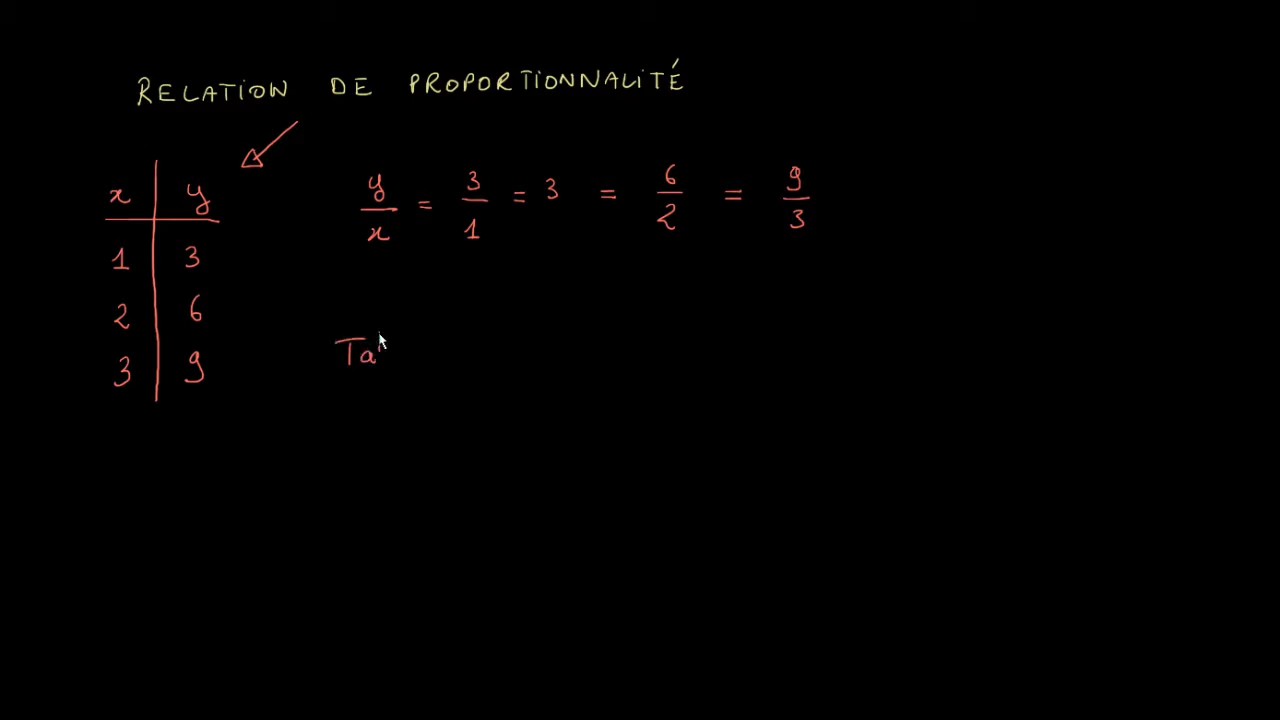 RELATION DE PROPORTIONNALITÉ
x y
1 3
2 6
3 9
y/x = 3/1 = 3 = 6/2 = 9/3
Ta